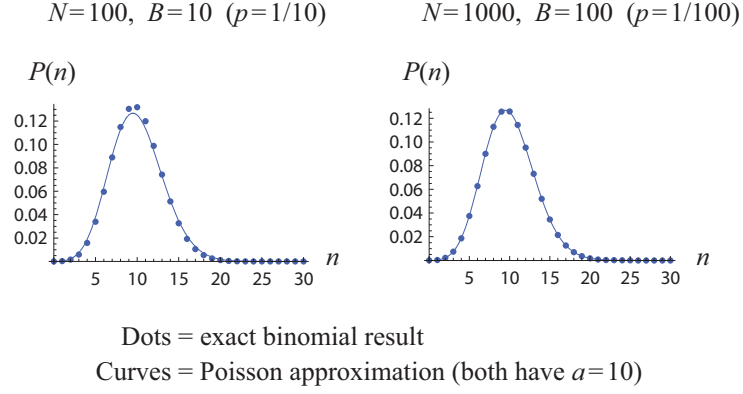 N=100, B=10 (p=1/10)
N=1000, B=100 (p=1/100)
P(n)
P(n)
0.12
0.10
0.08
0.06
0.04
0.02
5 10 15 20 25 30
n
0.12
0.10
0.08
0.06
0.04
0.02
5 10 15 20 25 30
n
Dots = exact binomial result
Curves = Poisson approximation (both have a=10)